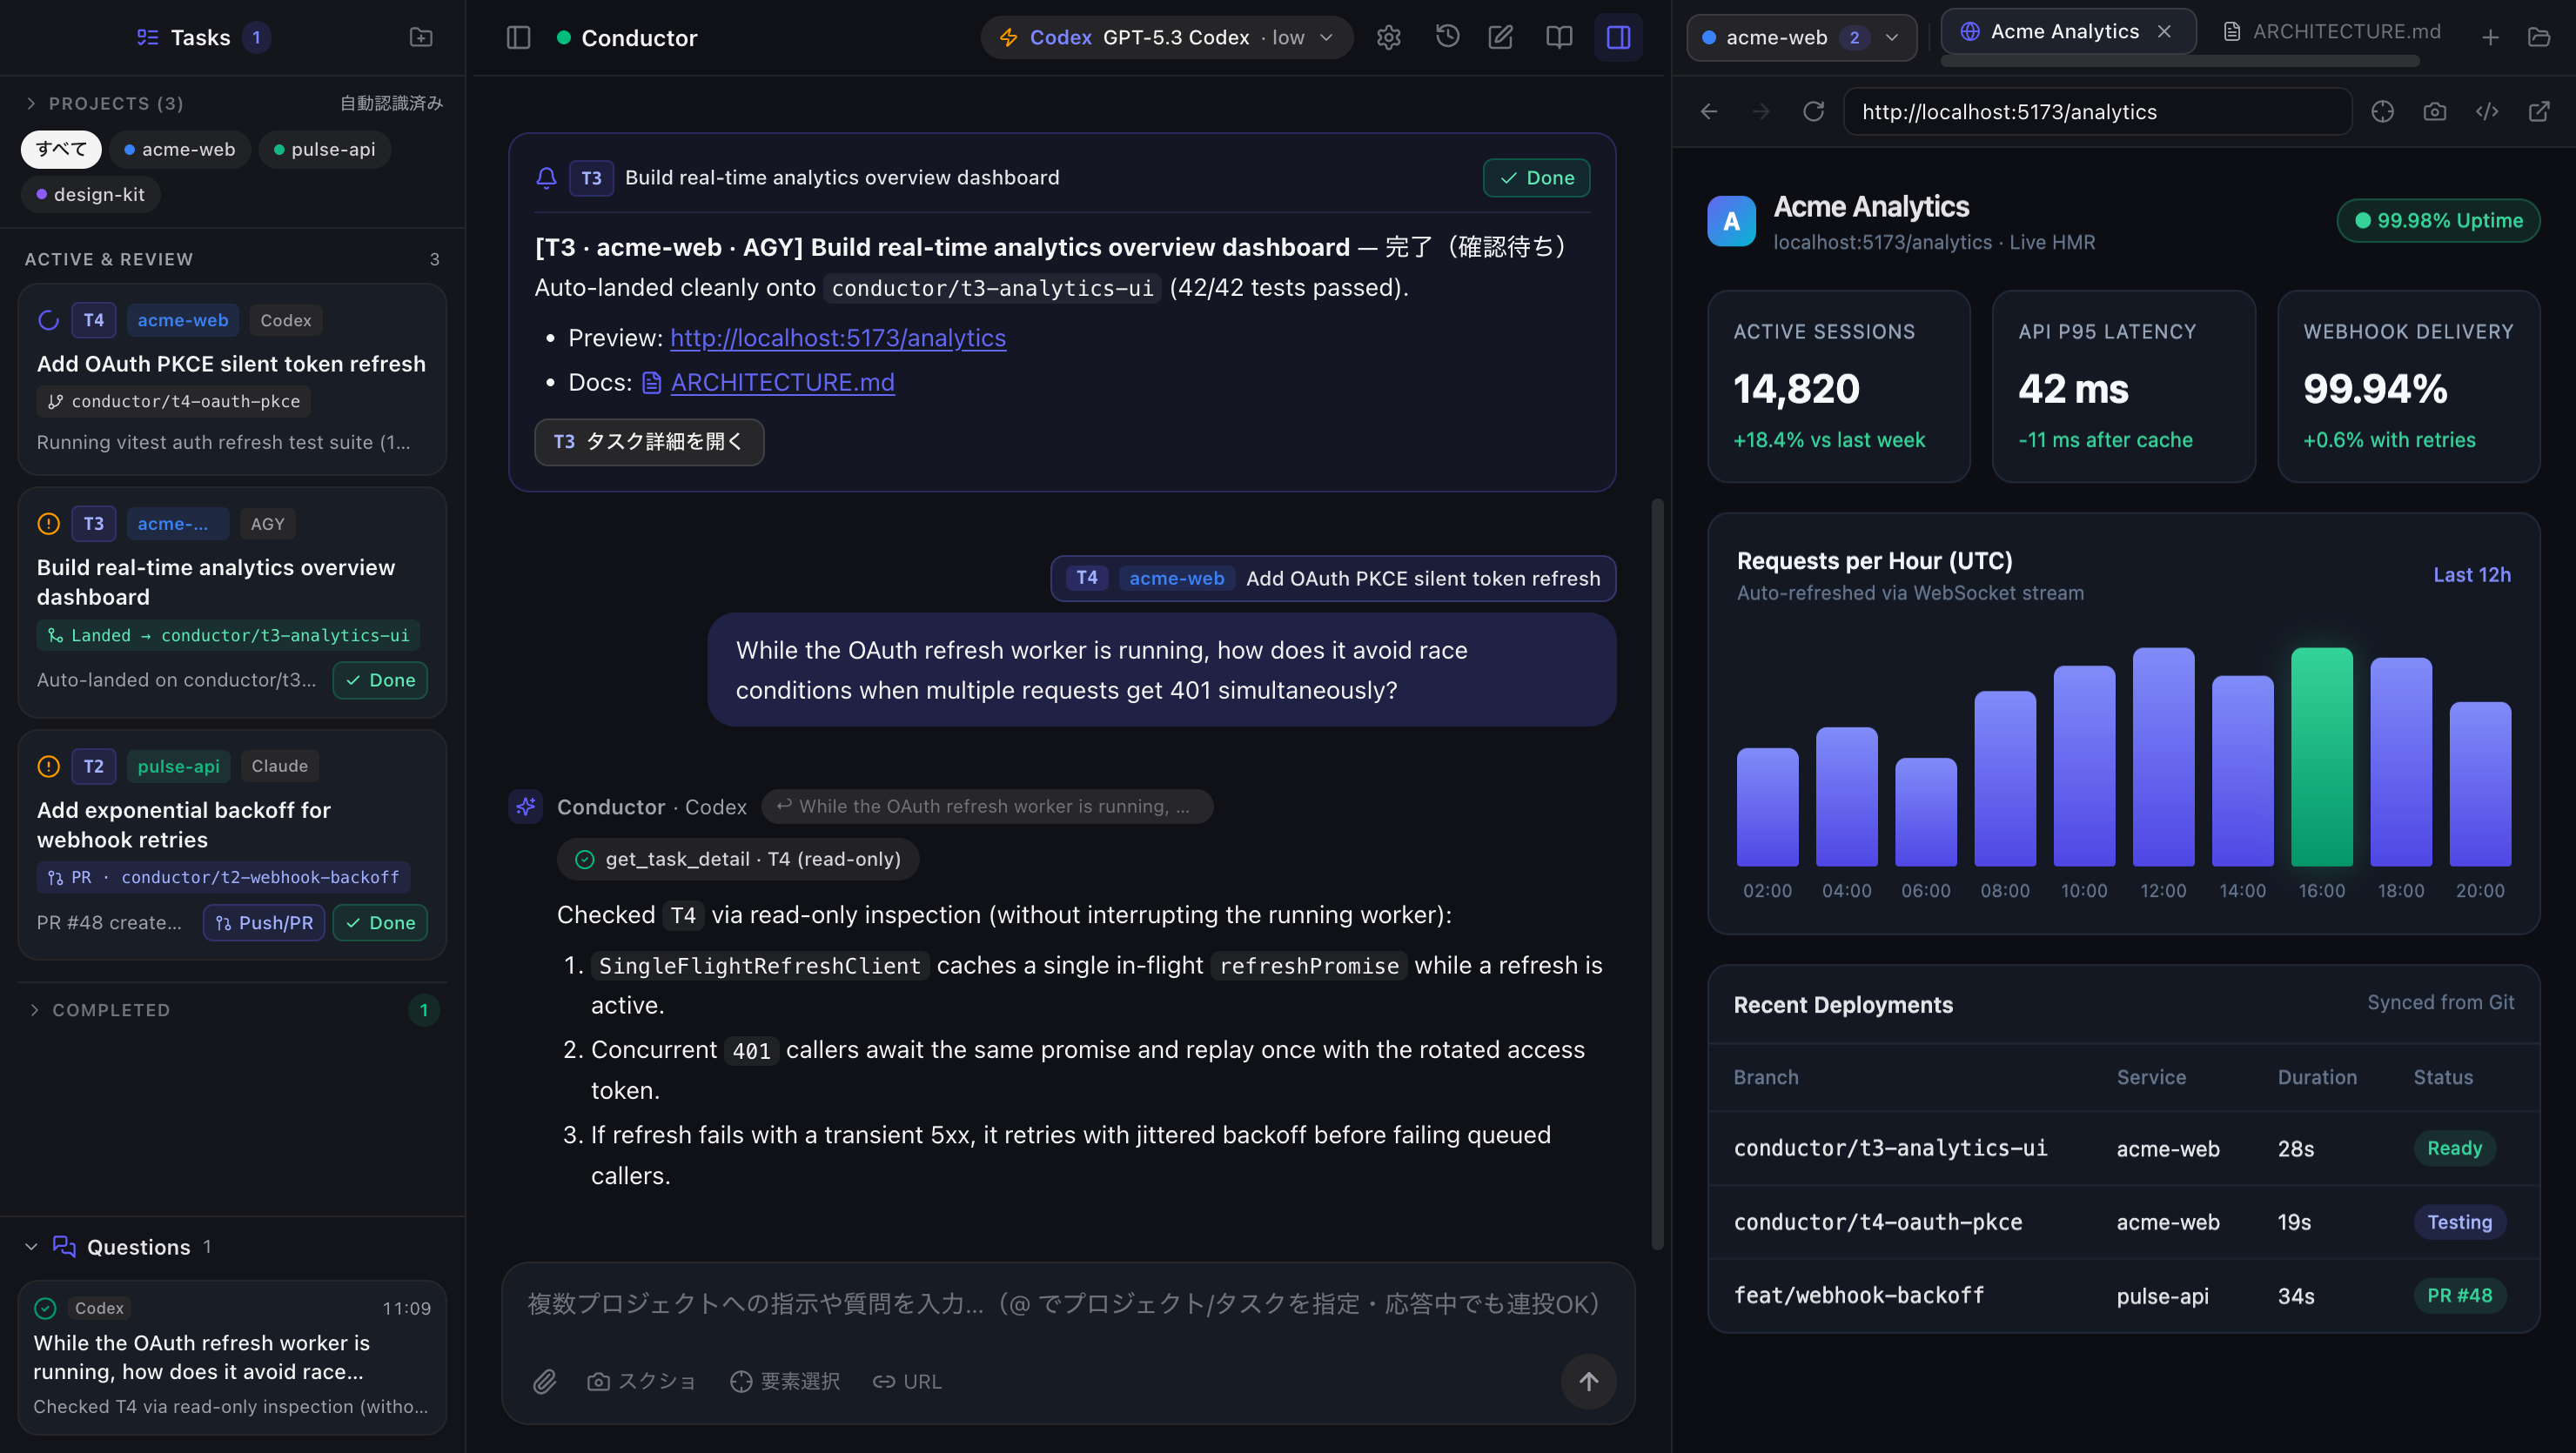 Tasks 1
PROJECTS (3) 自動認識済み
すべて acme-web pulse-api
design-kit
ACTIVE & REVIEW 3
T4 acme-web Codex
Add OAuth PKCE silent token refresh
conductor/t4-oauth-pkce
Running vitest auth refresh test suite (1...
T3 acme-... AGY
Build real-time analytics overview
dashboard
Landed → conductor/t3-analytics-ui
Auto-landed on conductor/t3... Done
T2 pulse-api Claude
Add exponential backoff for
webhook retries
PR · conductor/t2-webhook-backoff
PR #48 create... Push/PR Done
COMPLETED 1
Questions 1
Codex 11:09
While the OAuth refresh worker is
running, how does it avoid race...
Checked T4 via read-only inspection (witho...
Conductor
Codex GPT-5.3 Codex · low
T3 Build real-time analytics overview dashboard Done
[T3 · acme-web · AGY] Build real-time analytics overview dashboard — 完了（確認待ち）
Auto-landed cleanly onto conductor/t3-analytics-ui (42/42 tests passed).
• Preview: http://localhost:5173/analytics
• Docs: ARCHITECTURE.md
T3 タスク詳細を開く
T4 acme-web Add OAuth PKCE silent token refresh
While the OAuth refresh worker is running, how does it avoid race
conditions when multiple requests get 401 simultaneously?
Conductor · Codex While the OAuth refresh worker is running, ...
get_task_detail · T4 (read-only)
Checked T4 via read-only inspection (without interrupting the running worker):
1. SingleFlightRefreshClient caches a single in-flight refreshPromise while a refresh is
active.
2. Concurrent 401 callers await the same promise and replay once with the rotated access
token.
3. If refresh fails with a transient 5xx, it retries with jittered backoff before failing queued
callers.
複数プロジェクトへの指示や質問を入力...（@ でプロジェクト/タスクを指定・応答中でも連投OK）
スクショ 要素選択 URL
acme-web 2 Acme Analytics ARCHITECTURE.md
http://localhost:5173/analytics
A Acme Analytics
localhost:5173/analytics · Live HMR
99.98% Uptime
ACTIVE SESSIONS
14,820
+18.4% vs last week
API P95 LATENCY
42 ms
-11 ms after cache
WEBHOOK DELIVERY
99.94%
+0.6% with retries
Requests per Hour (UTC)
Auto-refreshed via WebSocket stream
Last 12h
02:00 04:00 06:00 08:00 10:00 12:00 14:00 16:00 18:00 20:00
Recent Deployments Synced from Git
Branch Service Duration Status
conductor/t3-analytics-ui acme-web 28s Ready
conductor/t4-oauth-pkce acme-web 19s Testing
feat/webhook-backoff pulse-api 34s PR #48